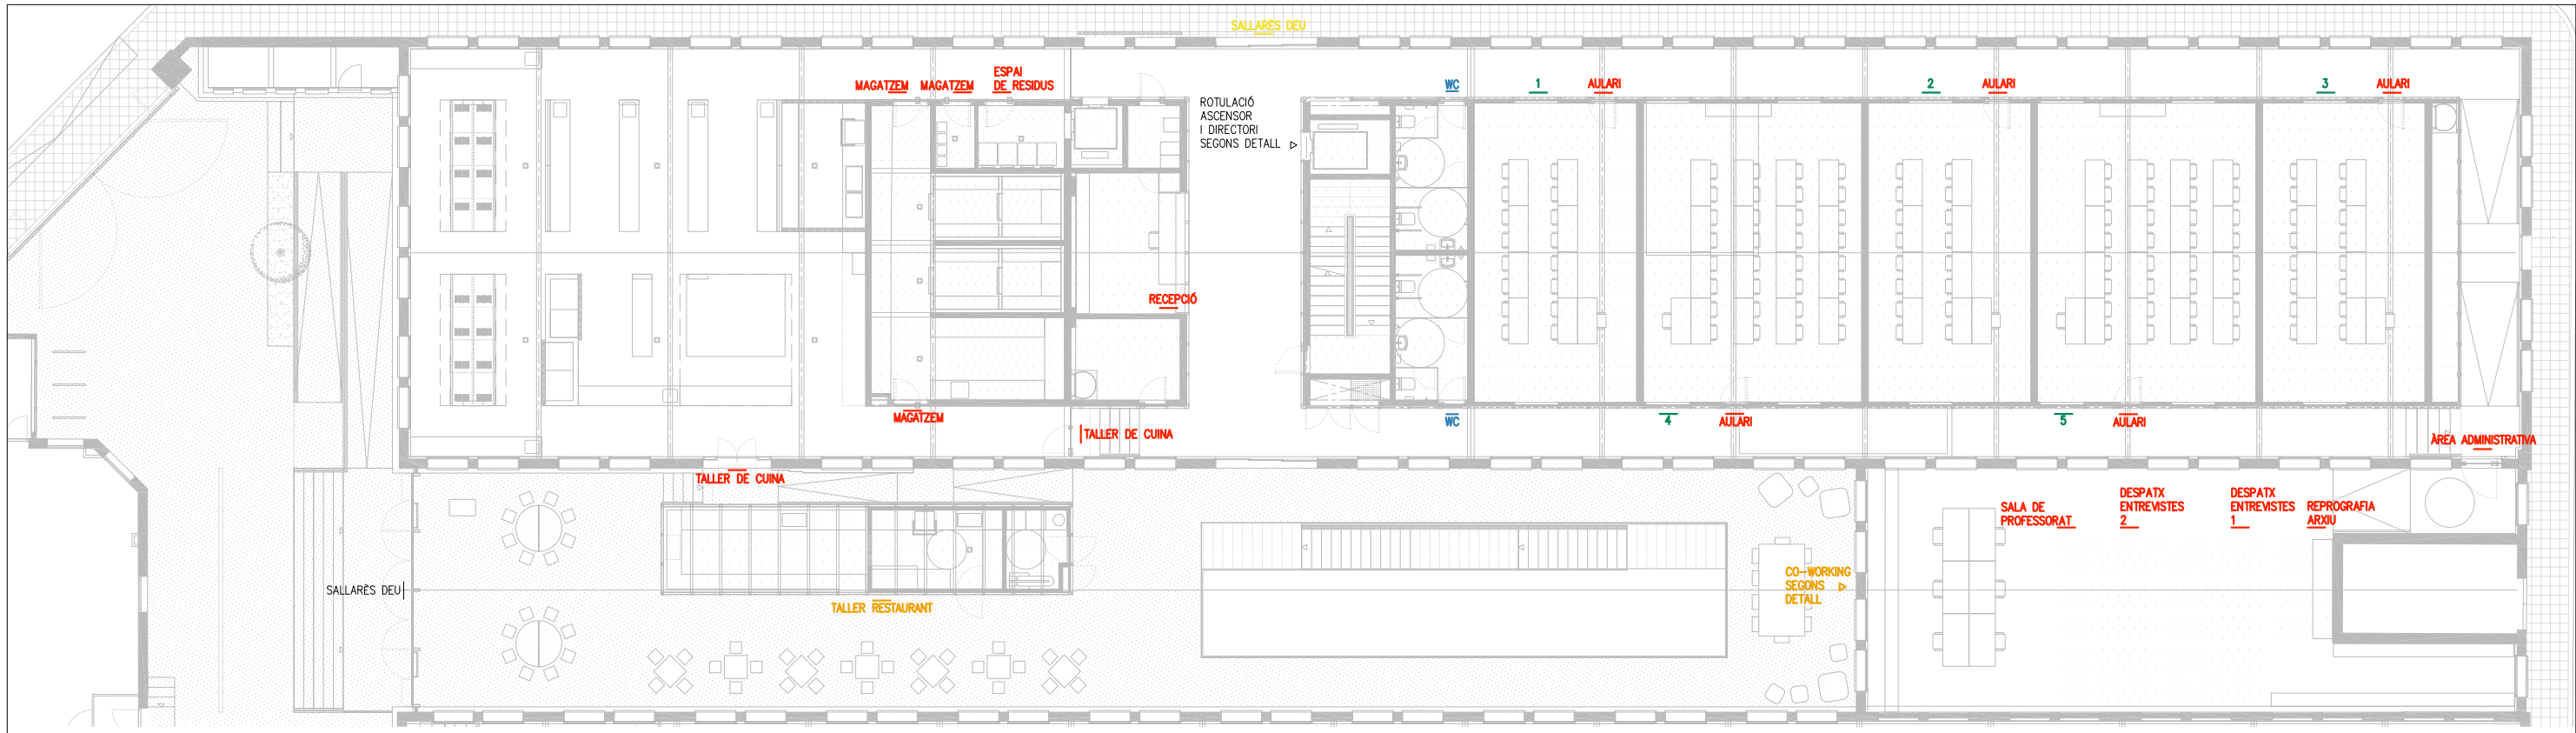 SALLARÈS DEU
MAGATZEM
MAGATZEM
ESPAI
DE RESIDUS
ROTULACIÓ
ASCENSOR
I DIRECTORI
SEGONS DETALL
WC
1
AULARI
2
AULARI
3
AULARI
RECEPCIÓ
MAGATZEM
TALLER DE CUINA
WC
4
AULARI
5
AULARI
ÀREA ADMINISTRATIVA
TALLER DE CUINA
SALA DE
PROFESSORAT
DESPATX
ENTREVISTES
2
DESPATX
ENTREVISTES
1
REPROGRAFIA
ARXIU
SALLARÈS DEU
TALLER RESTAURANT
CO-WORKING
SEGONS
DETALL